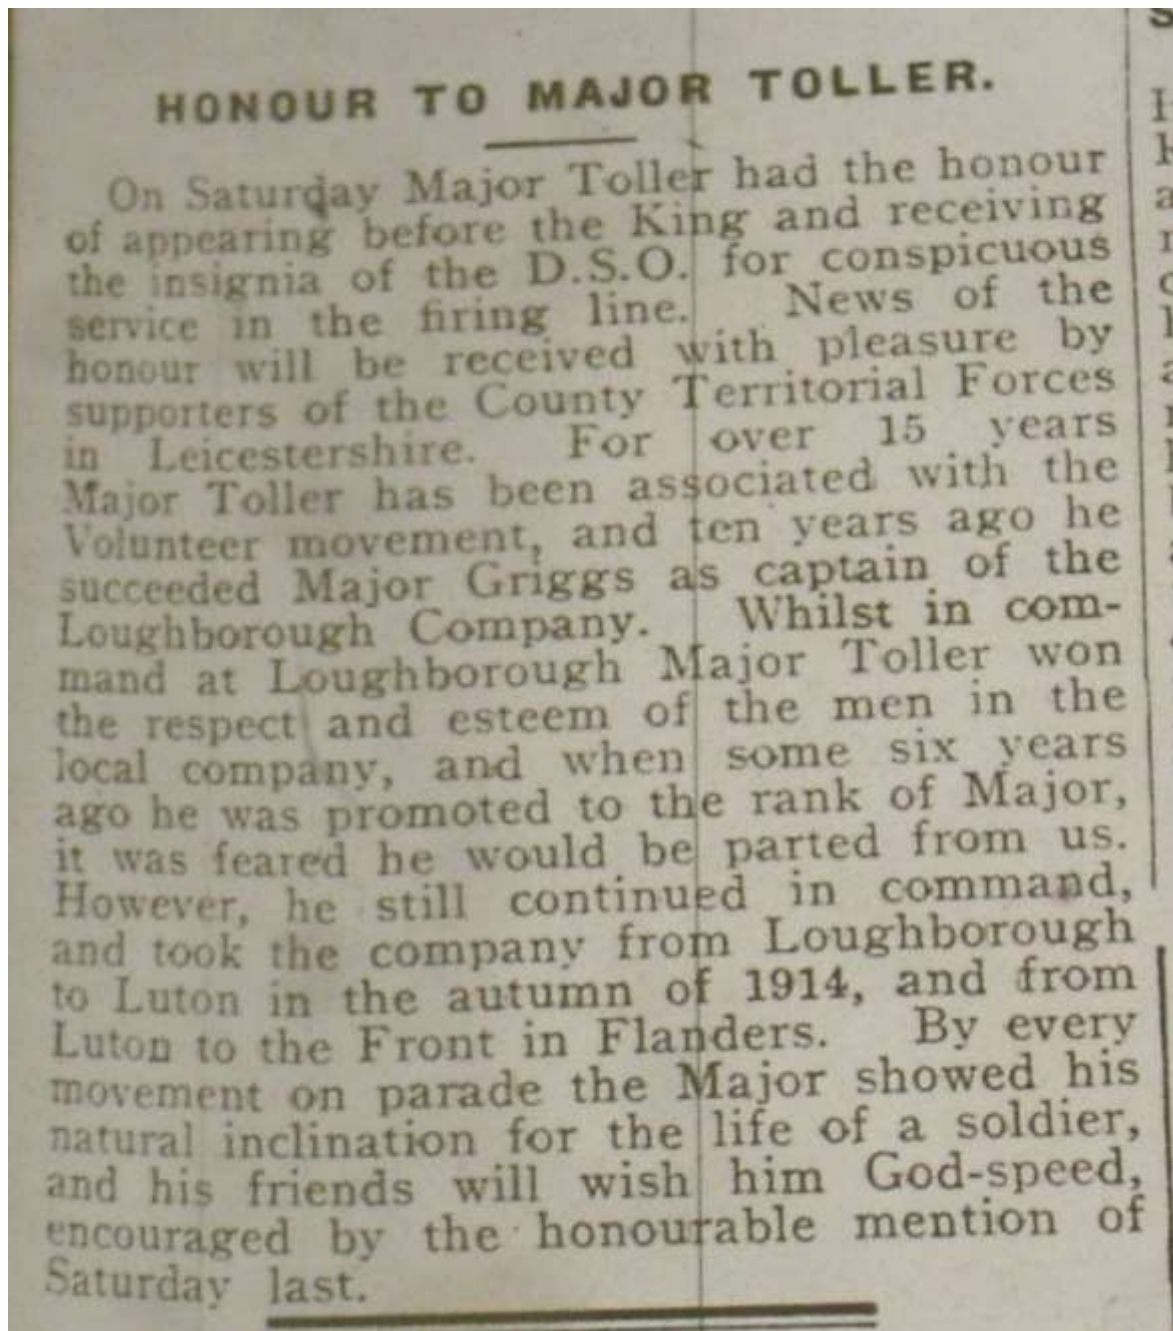 HONOUR TO MAJOR TOLLER.
On Saturday Major Toller had the honour
of appearing before the King and receiving
the insignia of the D.S.O. for conspicuous
service in the firing line. News of the
honour will be received with pleasure by
supporters of the County Territorial Forces
in Leicestershire. For over 15 years
Major Toller has been associated with the
Volunteer movement, and ten years ago he
succeeded Major Griggs as captain of the
Loughborough Company. Whilst in com-
mand at Loughborough Major Toller won
the respect and esteem of the men in the
local company, and when some six years
ago he was promoted to the rank of Major,
it was feared he would be parted from us.
However, he still continued in command,
and took the company from Loughborough
to Luton in the autumn of 1914, and from
Luton to the Front in Flanders. By every
movement on parade the Major showed his
natural inclination for the life of a soldier,
and his friends will wish him God-speed,
encouraged by the honourable mention of
Saturday last.